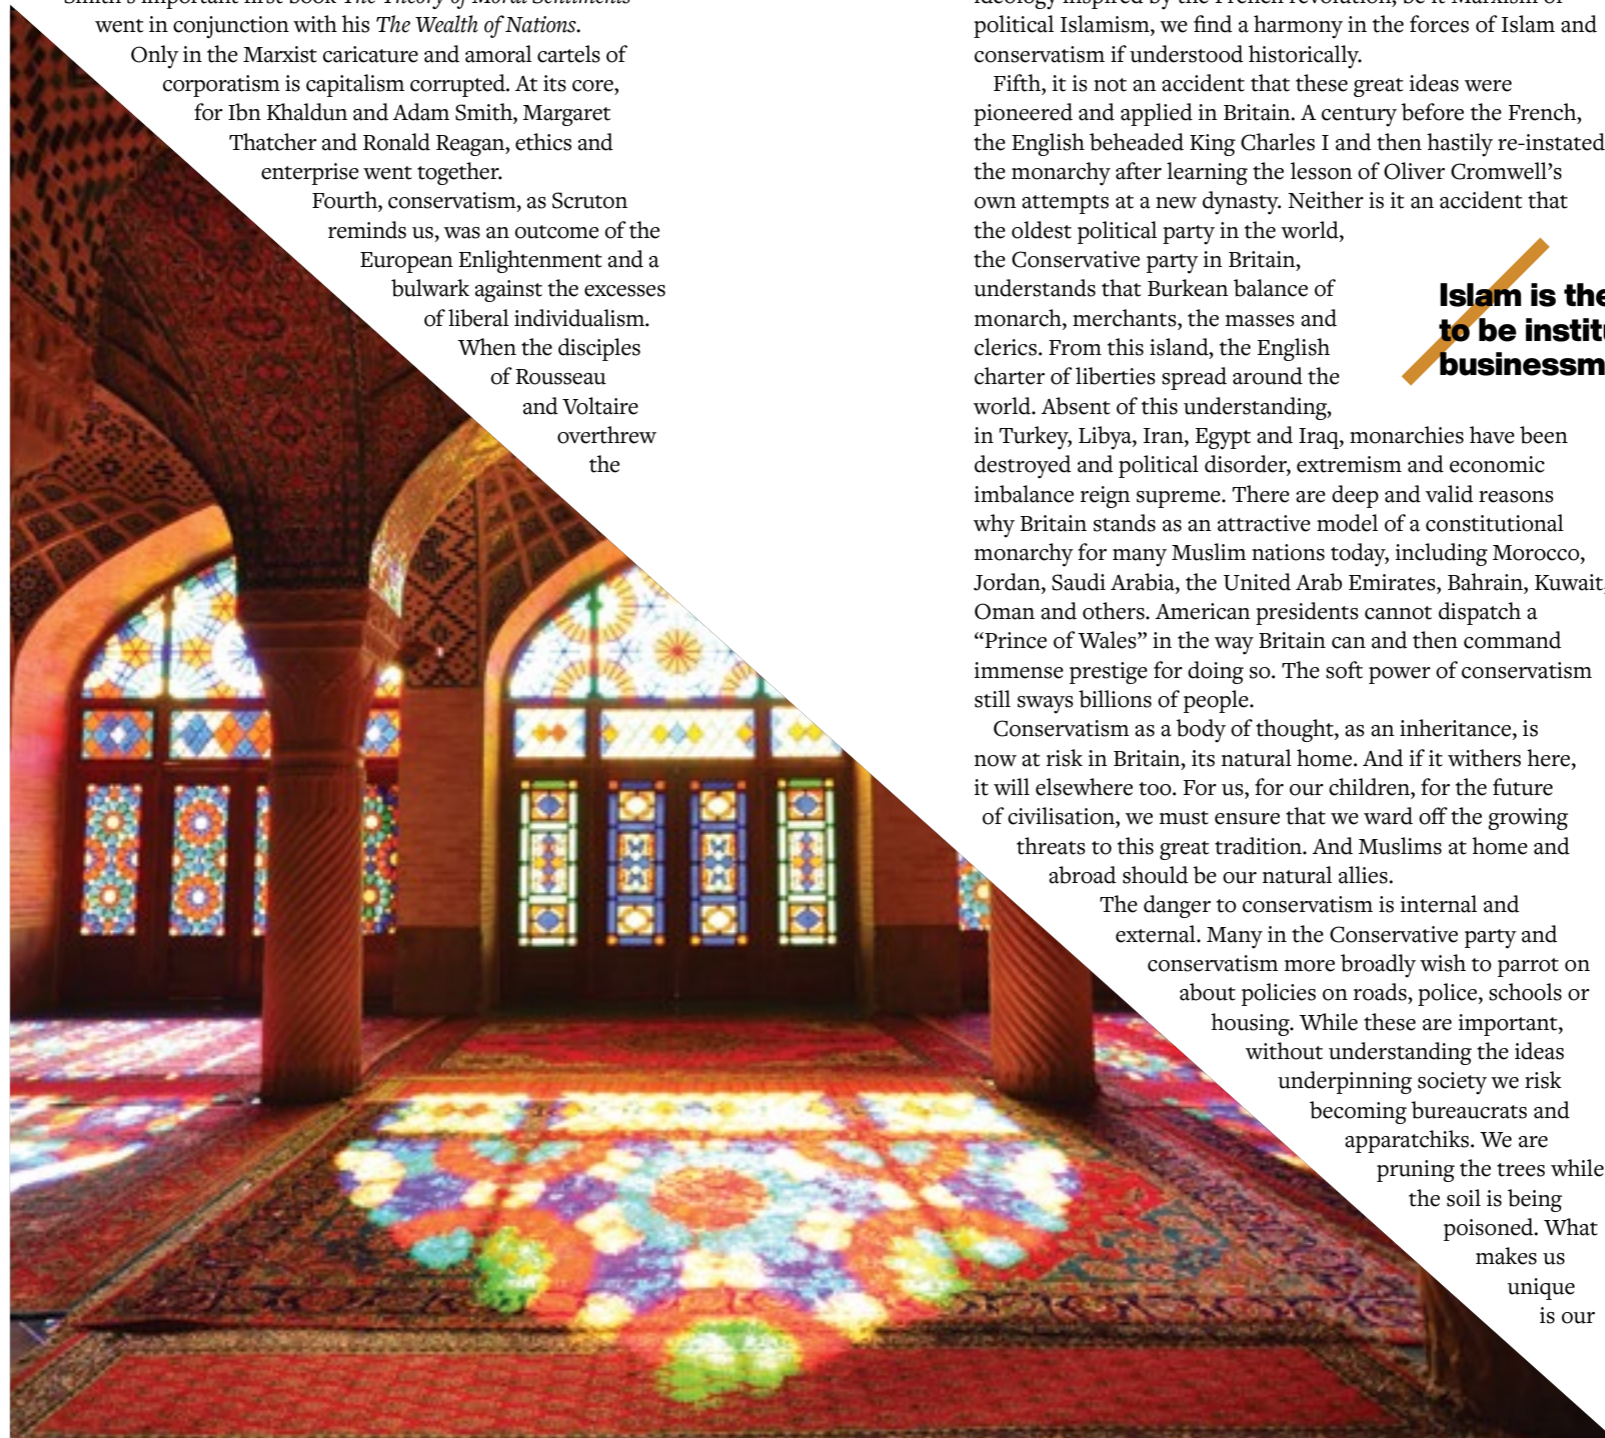 Smith's important first book The Theory of Moral Sentiments
went in conjunction with his The Wealth of Nations.
Only in the Marxist caricature and amoral cartels of
corporatism is capitalism corrupted. At its core,
for Ibn Khaldun and Adam Smith, Margaret
Thatcher and Ronald Reagan, ethics and
enterprise went together.
Fourth, conservatism, as Scruton
reminds us, was an outcome of the
European Enlightenment and a
bulwark against the excesses
of liberal individualism.
When the disciples
of Rousseau
and Voltaire
overthrew
the
ideology inspired by the French revolution, be it Marxism or
political Islamism, we find a harmony in the forces of Islam and
conservatism if understood historically.
Fifth, it is not an accident that these great ideas were
pioneered and applied in Britain. A century before the French,
the English beheaded King Charles I and then hastily re-instated
the monarchy after learning the lesson of Oliver Cromwell's
own attempts at a new dynasty. Neither is it an accident that
the oldest political party in the world,
the Conservative party in Britain,
understands that Burkean balance of
monarch, merchants, the masses and
clerics. From this island, the English
charter of liberties spread around the
world. Absent of this understanding,
in Turkey, Libya, Iran, Egypt and Iraq, monarchies have been
destroyed and political disorder, extremism and economic
imbalance reign supreme. There are deep and valid reasons
why Britain stands as an attractive model of a constitutional
monarchy for many Muslim nations today, including Morocco,
Jordan, Saudi Arabia, the United Arab Emirates, Bahrain, Kuwait,
Oman and others. American presidents cannot dispatch a
“Prince of Wales” in the way Britain can and then command
immense prestige for doing so. The soft power of conservatism
still sways billions of people.
Conservatism as a body of thought, as an inheritance, is
now at risk in Britain, its natural home. And if it withers here,
it will elsewhere too. For us, for our children, for the future
of civilisation, we must ensure that we ward off the growing
threats to this great tradition. And Muslims at home and
abroad should be our natural allies.
The danger to conservatism is internal and
external. Many in the Conservative party and
conservatism more broadly wish to parrot on
about policies on roads, police, schools or
housing. While these are important,
without understanding the ideas
underpinning society we risk
becoming bureaucrats and
apparatchiks. We are
pruning the trees while
the soil is being
poisoned. What
makes us
unique
is our
Islam is the
to be institu
businessm